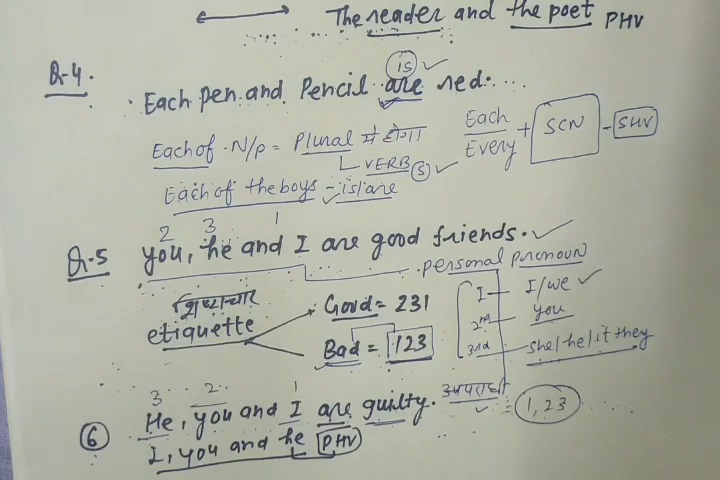 The reader and the poet PHV
Q-4.
is
Each pen and Pencil are red.
Each of N/P = Plural में होगा
VERB (S)
Each of the boys - is/are
Each
Every + SCN - SHV
2 3 1
Q.5 you, he and I are good friends.
personal pronoun
शिष्टाचार
etiquette
Good = 231
Bad = 123
I - I/we
2nd - you
3rd - she/he/it they
3 2 1
6 He, you and I are guilty. अपराधी = 1, 23
I, you and he PHV